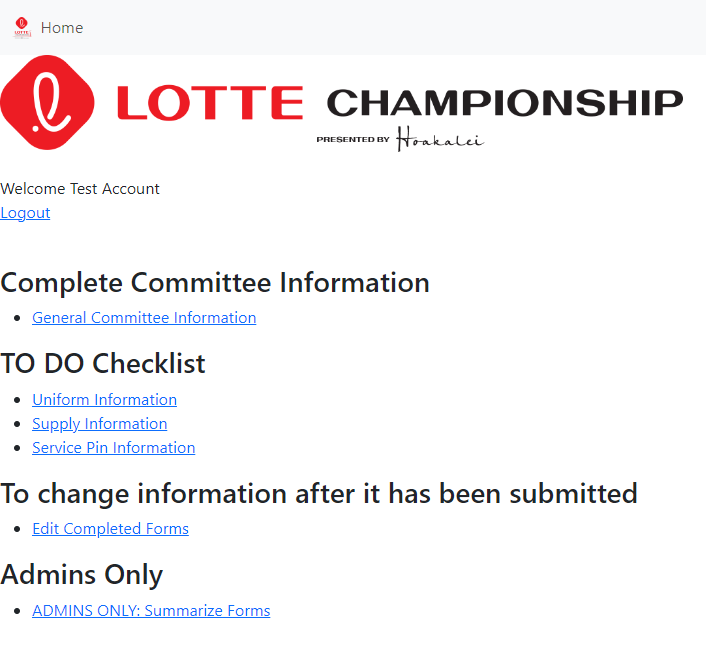 Home
LOTTE CHAMPIONSHIP
PRESENTED BY Hoakalei
Welcome Test Account
Logout
Complete Committee Information
General Committee Information
TO DO Checklist
Uniform Information
Supply Information
Service Pin Information
To change information after it has been submitted
Edit Completed Forms
Admins Only
ADMINS ONLY: Summarize Forms